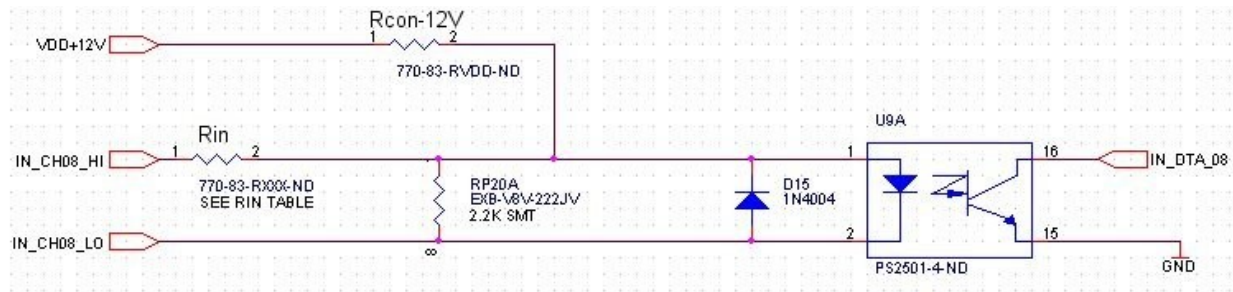 Rcon-12V
VDD+12V
1
2
770-83-RVDD-ND
U9A
Rin
IN_CH08_HI
1
2
1
16
IN_DTA_08
770-83-RXXX-ND
SEE RIN TABLE
RP20A
EXB-V8V-222JV
2.2K SMT
D15
1N4004
IN_CH08_LO
8
2
15
PS2501-4-ND
GND